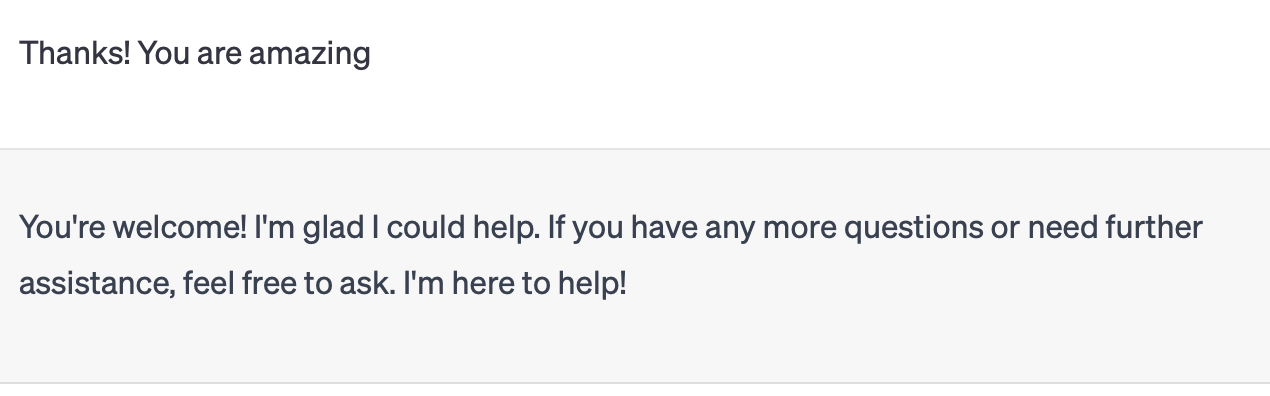 Thanks! You are amazing
You're welcome! I'm glad I could help. If you have any more questions or need further
assistance, feel free to ask. I'm here to help!